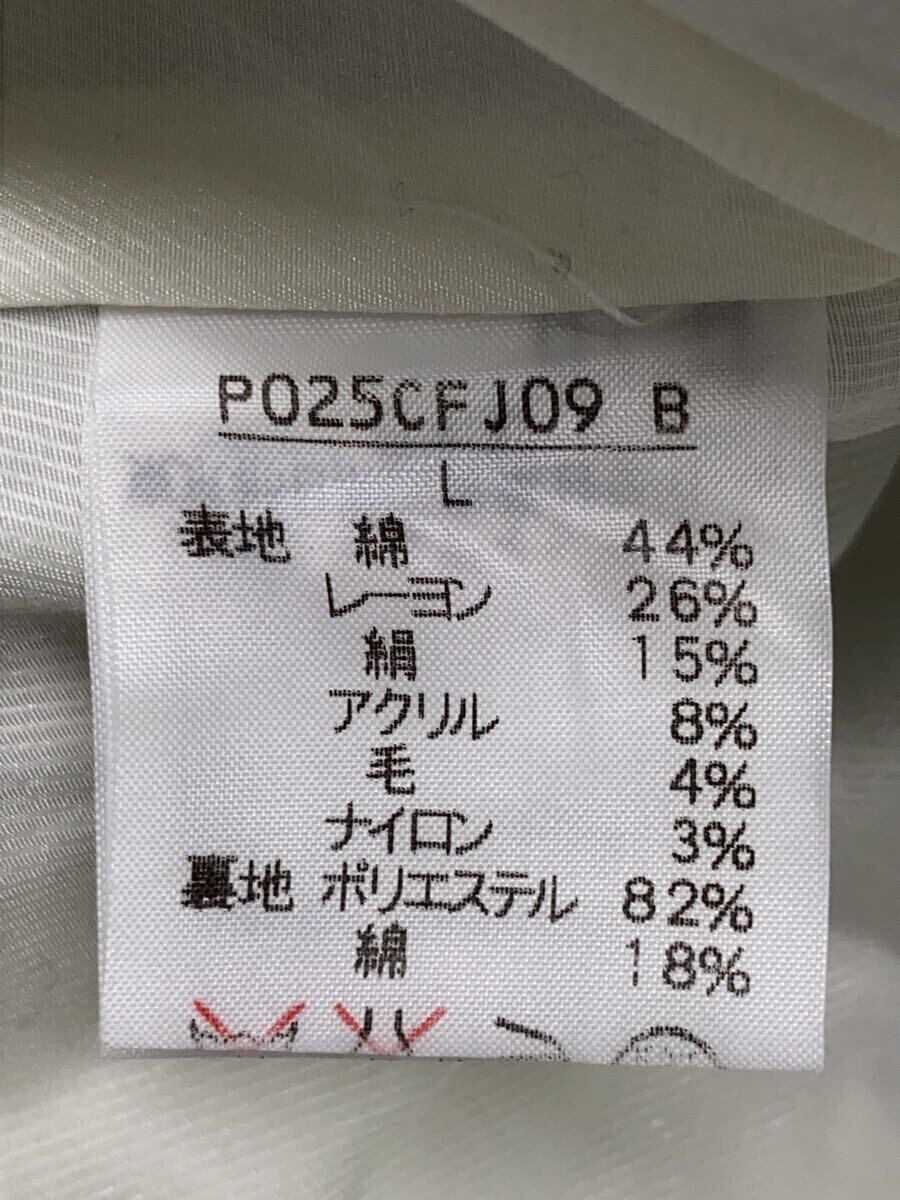 P025CFJ09 B
L
表地 綿 44%
レーヨン 26%
絹 15%
アクリル 8%
毛 4%
ナイロン 3%
裏地 ポリエステル 82%
綿 18%